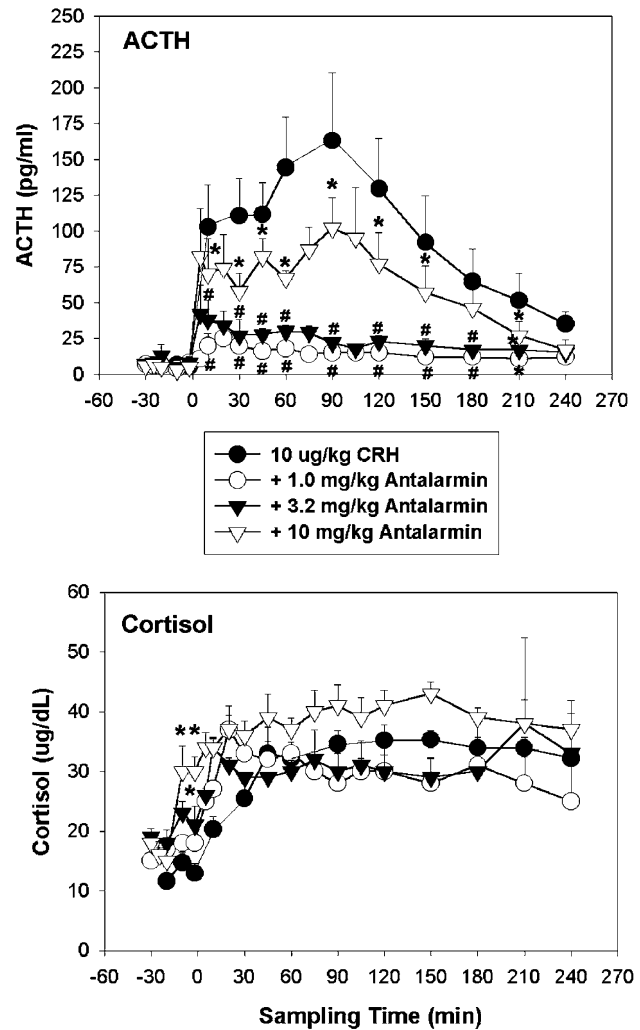 ACTH
250
225
200
175
150
125
100
75
50
25
0
ACTH (pg/ml)
* * * * * * * *
# # # # # # # # *
# # # # # # # # *
-60 -30 0 30 60 90 120 150 180 210 240 270
10 ug/kg CRH
+ 1.0 mg/kg Antalarmin
+ 3.2 mg/kg Antalarmin
+ 10 mg/kg Antalarmin
Cortisol
60
50
40
30
20
10
0
Cortisol (ug/dL)
* *
*
-60 -30 0 30 60 90 120 150 180 210 240 270
Sampling Time (min)